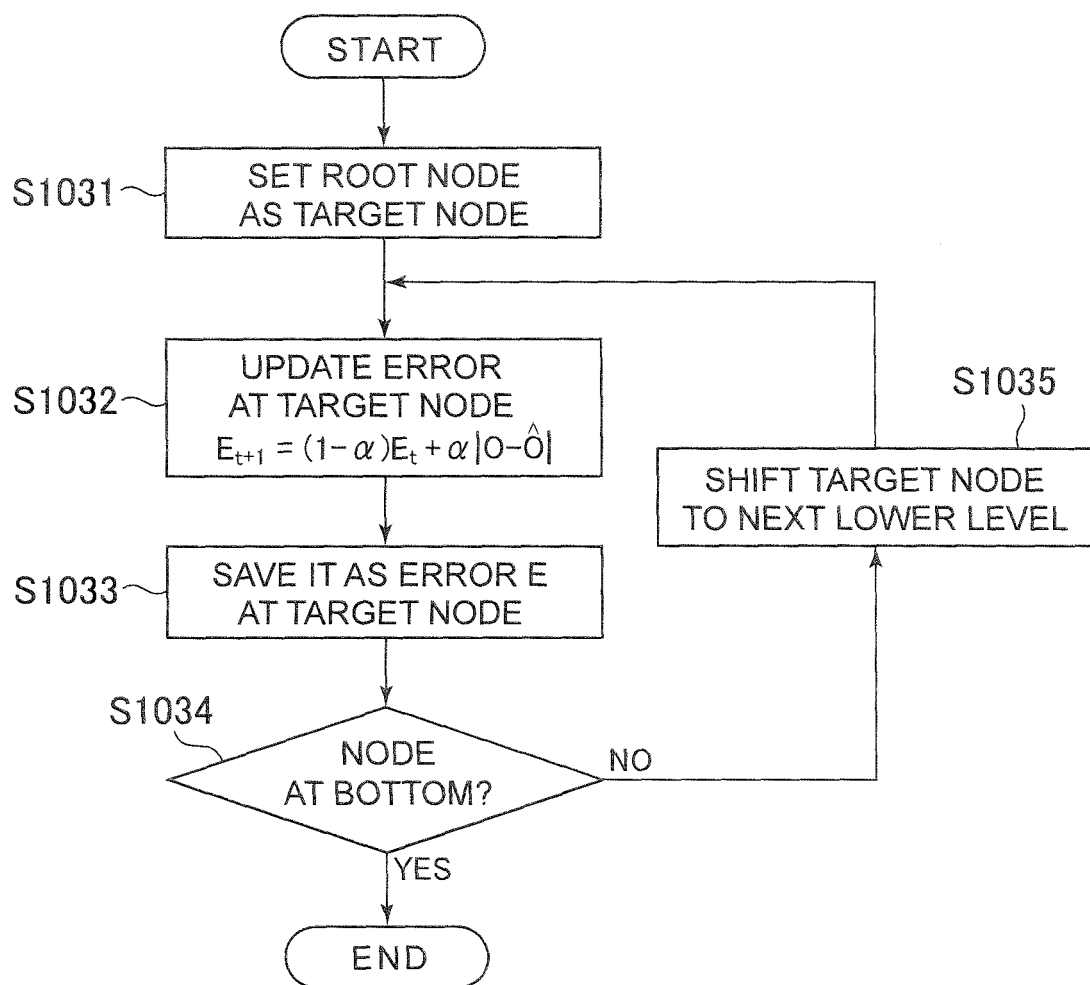 START
S1031
SET ROOT NODE
AS TARGET NODE
S1032
UPDATE ERROR
AT TARGET NODE
E_{t+1} = (1-α)E_t + α|O-Ô|
S1035
SHIFT TARGET NODE
TO NEXT LOWER LEVEL
S1033
SAVE IT AS ERROR E
AT TARGET NODE
S1034
NODE
AT BOTTOM?
NO
YES
END